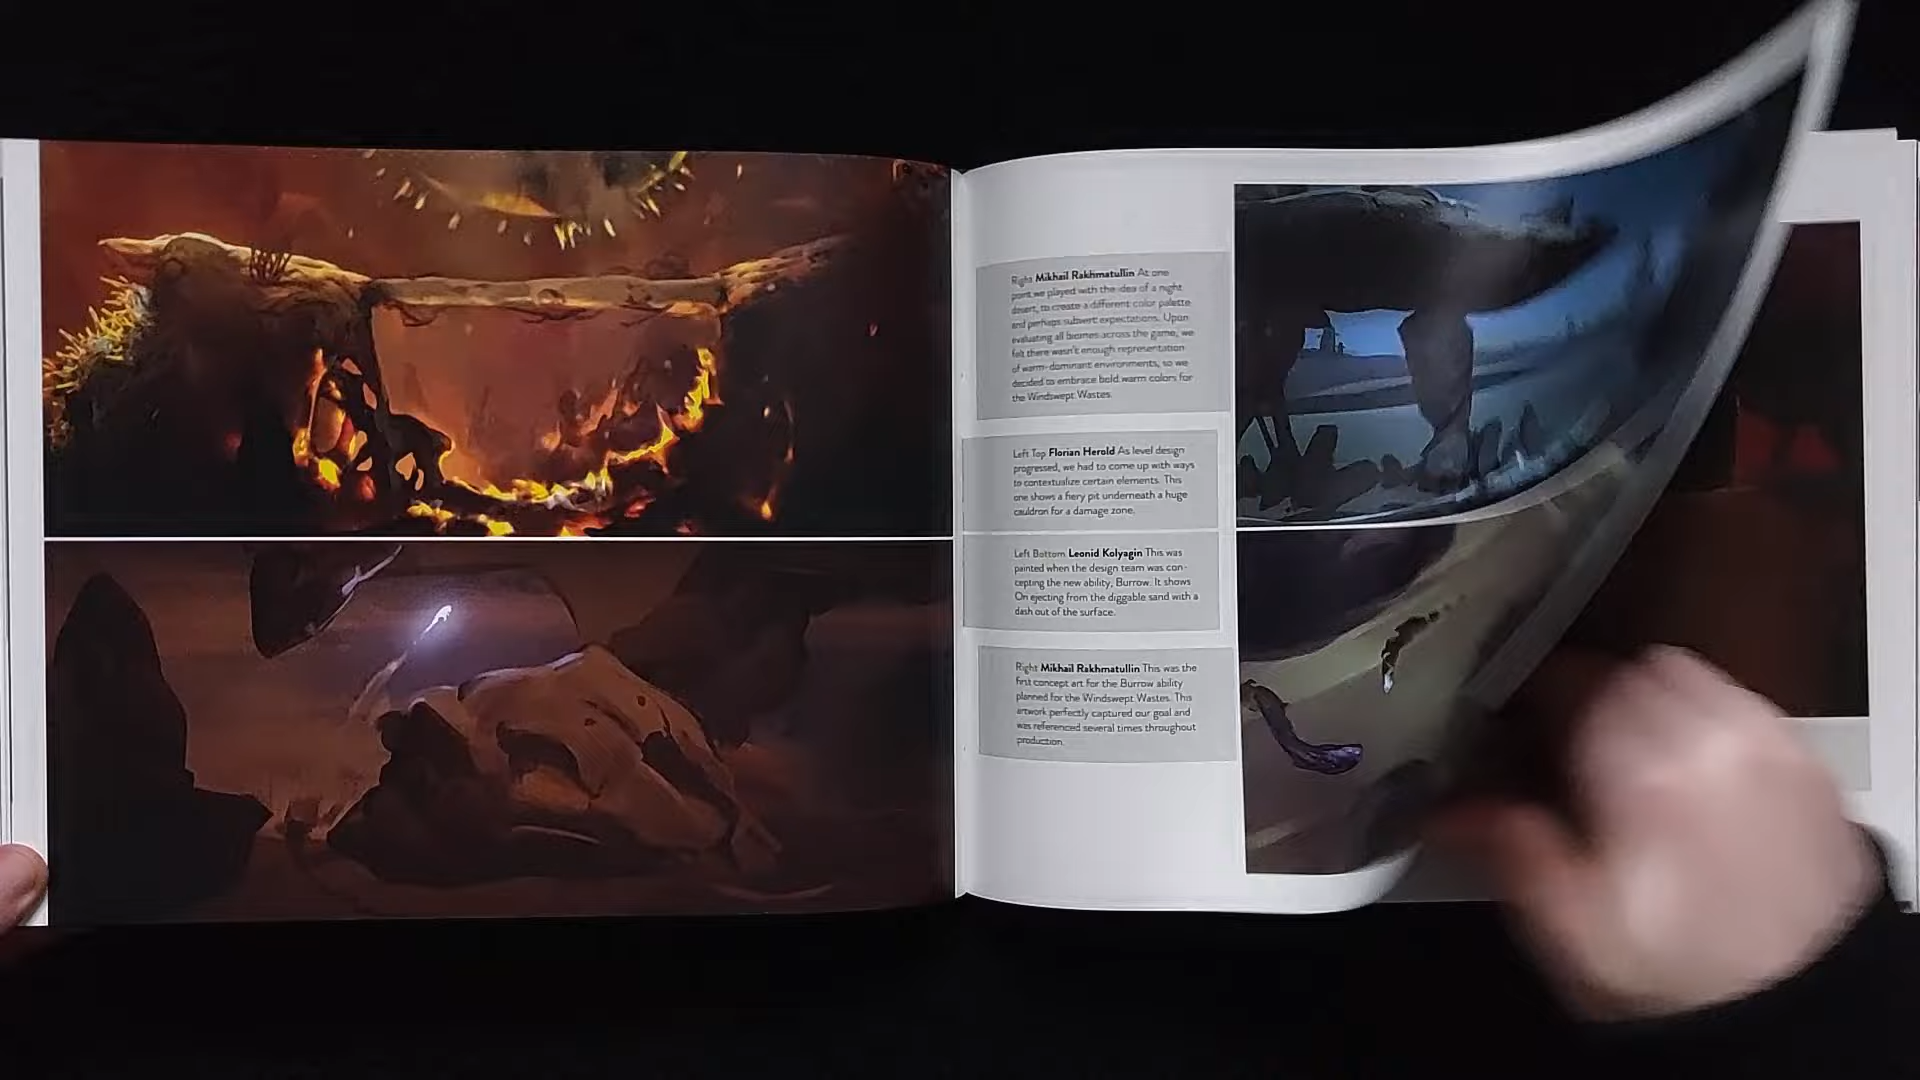 Right Mikhail Rakhmatullin At one
point we played with the idea of a night
desert, to create a different color palette
and perhaps subvert expectations. Upon
evaluating all biomes across the game, we
felt there wasn't enough representation
of warm-dominant environments, so we
decided to embrace bold warm colors for
the Windswept Wastes.
Left Top Florian Herold As level design
progressed, we had to come up with ways
to contextualize certain elements. This
one shows a fiery pit underneath a huge
cauldron for a damage zone.
Left Bottom Leonid Kolyagin This was
painted when the design team was con-
cepting the new ability, Burrow. It shows
Ori ejecting from the diggable sand with a
dash out of the surface.
Right Mikhail Rakhmatullin This was the
first concept art for the Burrow ability
planned for the Windswept Wastes. This
artwork perfectly captured our goal and
was referenced several times throughout
production.